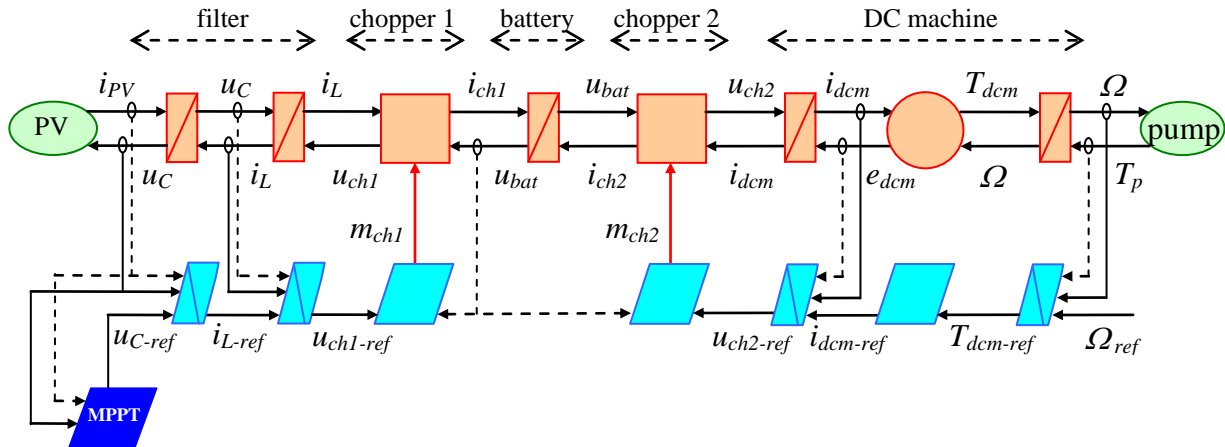 filter chopper 1 battery chopper 2 DC machine
i_PV u_C i_L i_ch1 u_bat u_ch2 i_dcm T_dcm Ω
PV pump
u_C i_L u_ch1 u_bat i_ch2 i_dcm e_dcm Ω T_p
m_ch1 m_ch2
u_C-ref i_L-ref u_ch1-ref u_ch2-ref i_dcm-ref T_dcm-ref Ω_ref
MPPT